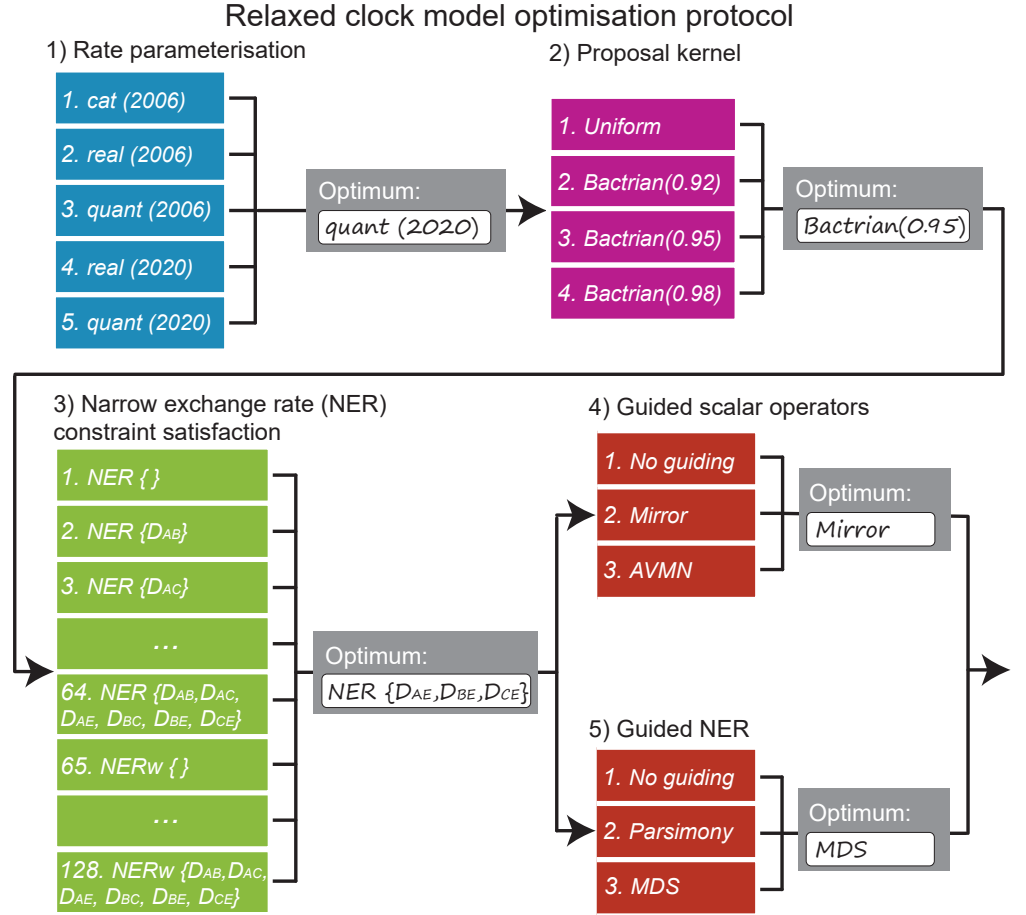 Relaxed clock model optimisation protocol
1) Rate parameterisation
1. cat (2006)
2. real (2006)
3. quant (2006)
4. real (2020)
5. quant (2020)
Optimum:
quant (2020)
2) Proposal kernel
1. Uniform
2. Bactrian(0.92)
3. Bactrian(0.95)
4. Bactrian(0.98)
Optimum:
Bactrian(0.95)
3) Narrow exchange rate (NER)
constraint satisfaction
1. NER { }
2. NER {DAB}
3. NER {DAC}
...
64. NER {DAB,DAC,
DAE, DBC, DBE, DCE}
65. NERw { }
...
128. NERw {DAB,DAC,
DAE, DBC, DBE, DCE}
Optimum:
NER {DAE,DBE,DCE}
4) Guided scalar operators
1. No guiding
2. Mirror
3. AVMN
Optimum:
Mirror
5) Guided NER
1. No guiding
2. Parsimony
3. MDS
Optimum:
MDS